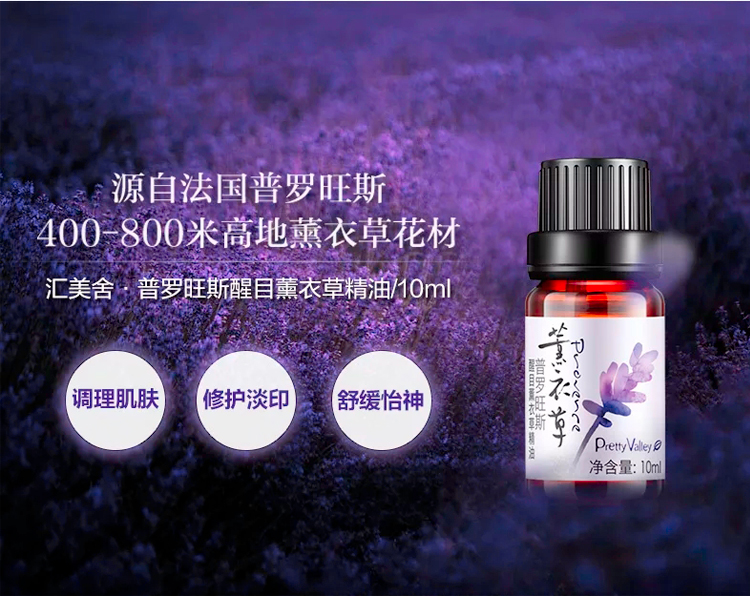 源自法国普罗旺斯
400-800米高地薰衣草花材
汇美舍·普罗旺斯醒目薰衣草精油/10ml
调理肌肤
修护淡印
舒缓怡神
薰衣草
Provence
普罗旺斯
醒目薰衣草精油
Pretty Valley
净含量: 10ml